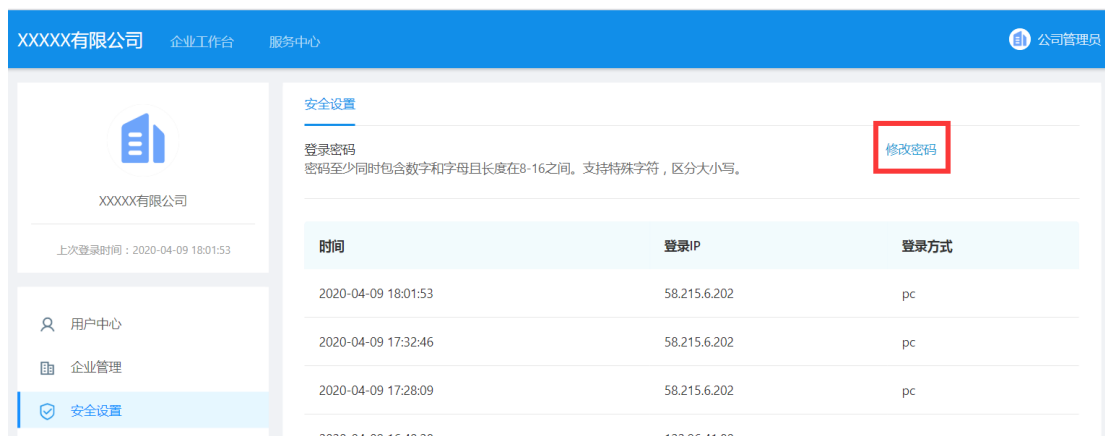 XXXXX有限公司 企业工作台 服务中心 公司管理员
XXXXX有限公司
上次登录时间：2020-04-09 18:01:53
用户中心
企业管理
安全设置
安全设置
登录密码 修改密码
密码至少同时包含数字和字母且长度在8-16之间。支持特殊字符，区分大小写。
时间 登录IP 登录方式
2020-04-09 18:01:53 58.215.6.202 pc
2020-04-09 17:32:46 58.215.6.202 pc
2020-04-09 17:28:09 58.215.6.202 pc